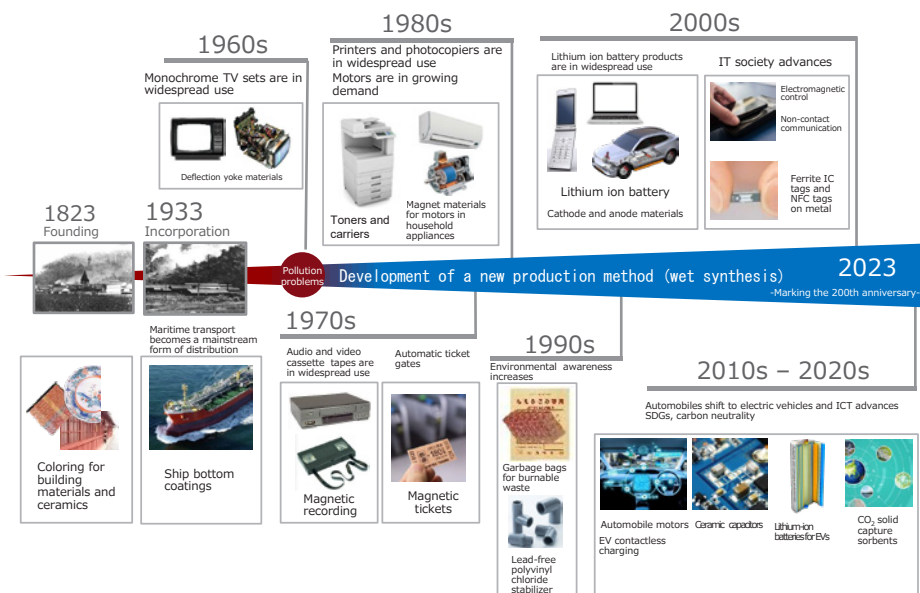 1823
Founding
1933
Incorporation
1960s
Monochrome TV sets are in
widespread use
Deflection yoke materials
1980s
Printers and photocopiers are
in widespread use
Motors are in growing
demand
Toners and
carriers
Magnet materials
for motors in
household
appliances
2000s
Lithium ion battery products
are in widespread use
Lithium ion battery
Cathode and anode materials
IT society advances
Electromagnetic
control
Non-contact
communication
Ferrite IC
tags and
NFC tags
on metal
Pollution
problems
Development of a new production method (wet synthesis)
2023
-Marking the 200th anniversary-
Coloring for
building
materials and
ceramics
Maritime transport
becomes a mainstream
form of distribution
Ship bottom
coatings
1970s
Audio and video
cassette tapes are
in widespread use
Magnetic
recording
Automatic ticket
gates
Magnetic
tickets
1990s
Environmental awareness
increases
Garbage bags
for burnable
waste
Lead-free
polyvinyl
chloride
stabilizer
2010s – 2020s
Automobiles shift to electric vehicles and ICT advances
SDGs, carbon neutrality
Automobile motors
EV contactless
charging
Ceramic capacitors
Lithium-ion
batteries for EVs
CO₂ solid
capture
sorbents